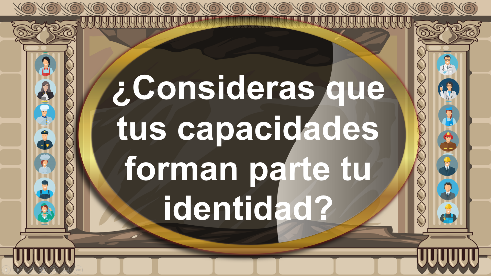 ¿Consideras que
tus capacidades
forman parte tu
identidad?